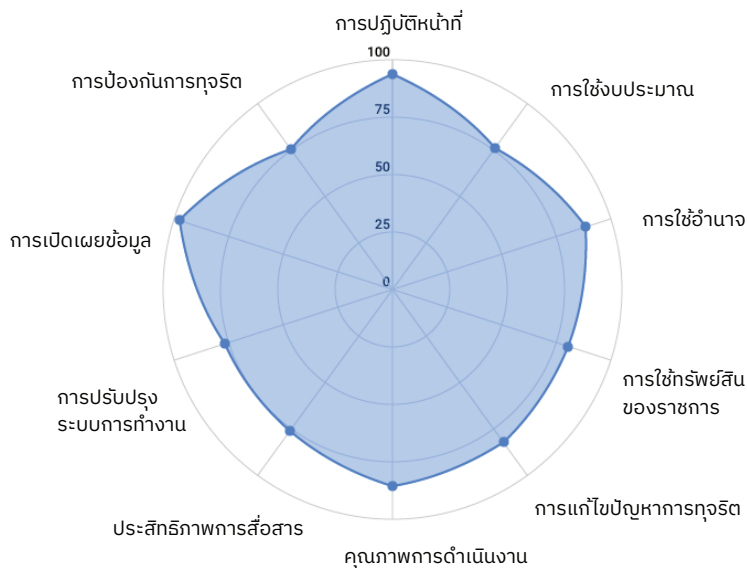 การปฏิบัติหน้าที่
100
การป้องกันการทุจริต
การใช้งบประมาณ
75
50
การใช้อำนาจ
25
การเปิดเผยข้อมูล
0
การใช้ทรัพย์สิน
ของราชการ
การปรับปรุง
ระบบการทำงาน
การแก้ไขปัญหาการทุจริต
ประสิทธิภาพการสื่อสาร
คุณภาพการดำเนินงาน